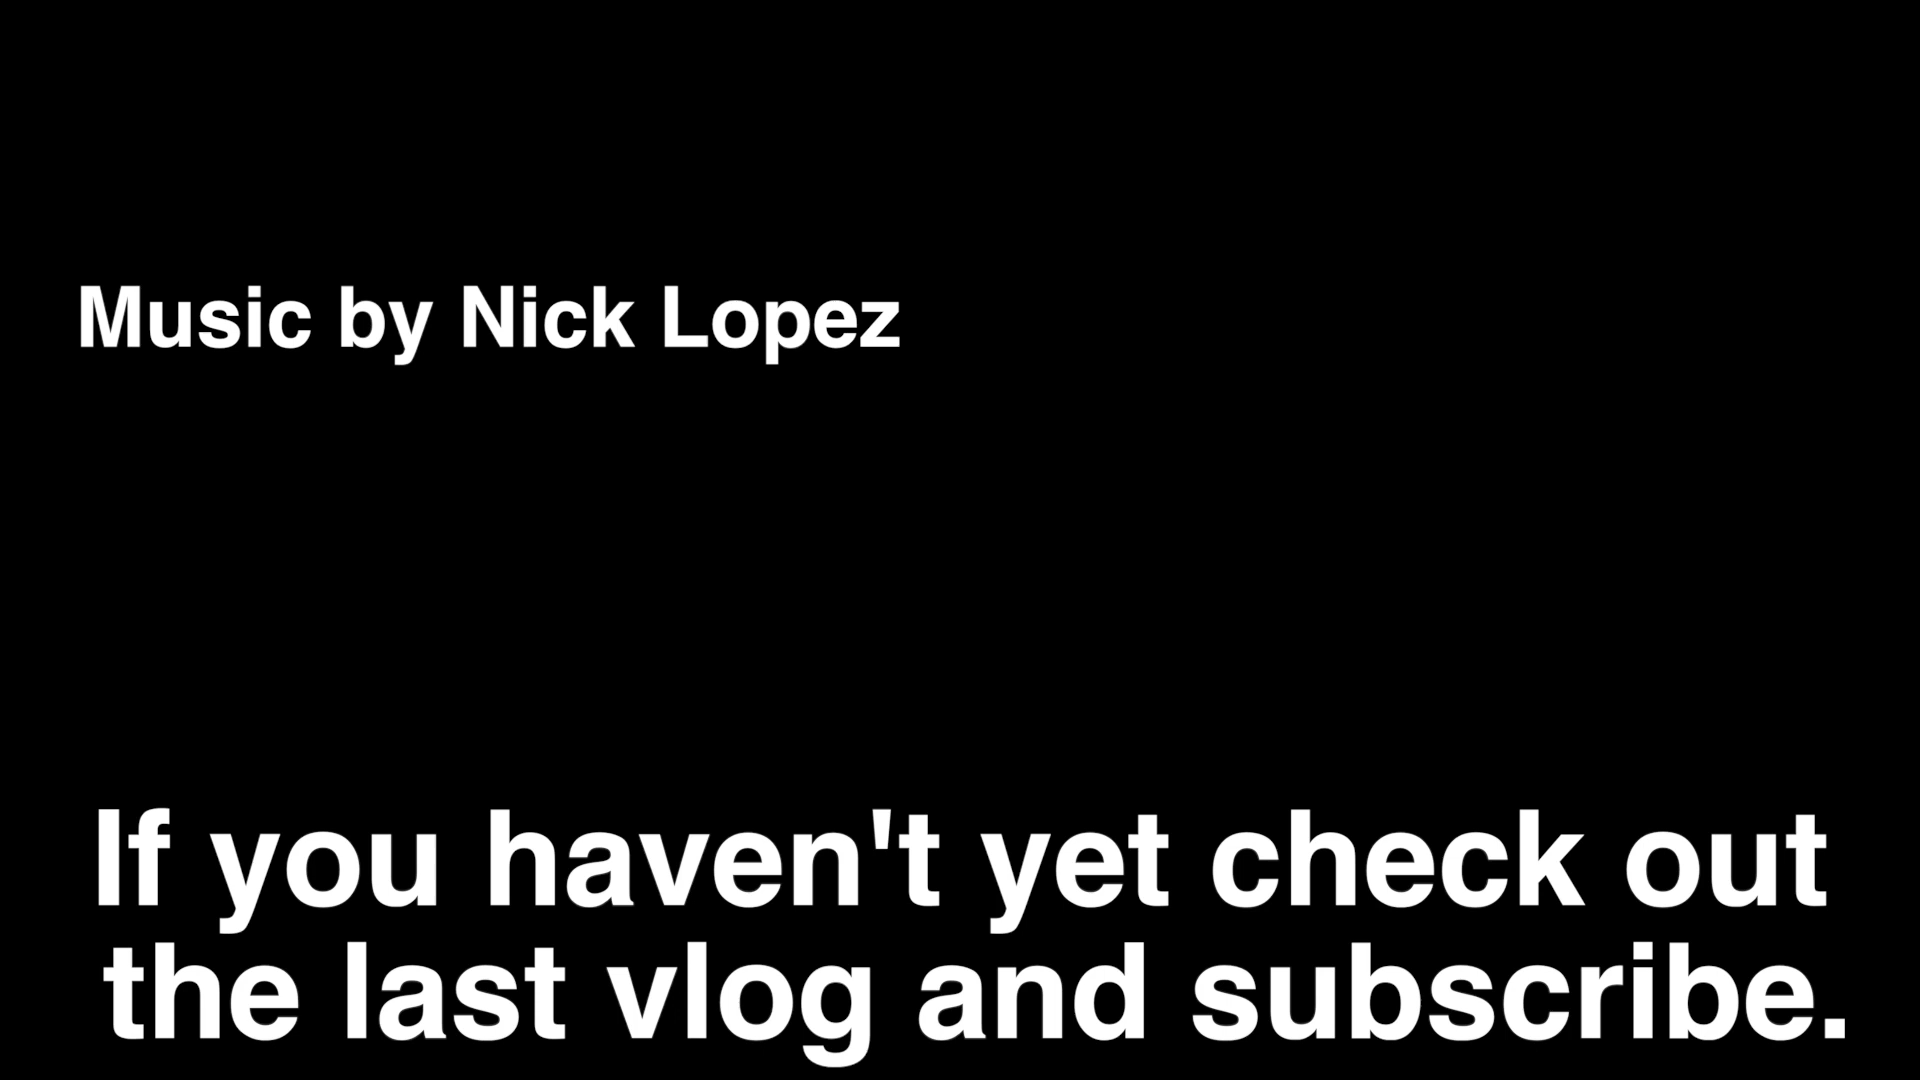 Music by Nick Lopez
If you haven't yet check out
the last vlog and subscribe.